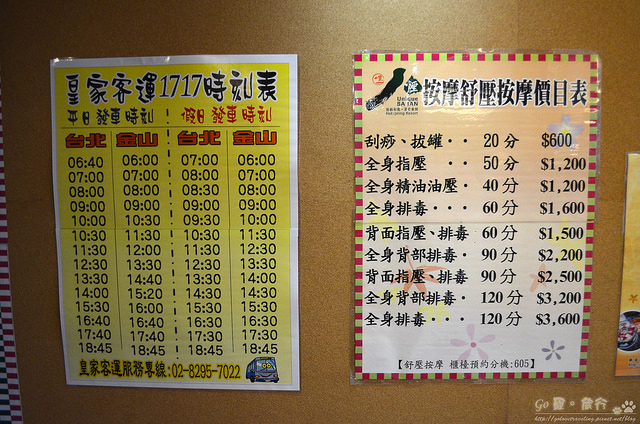 皇家客運1717時刻表
平日 發車時刻 假日 發車時刻
台北 金山 台北 金山
06:40 06:00 07:00 06:00
07:00 07:00 08:00 07:00
08:00 08:00 08:30 08:00
09:00 09:00 09:00 09:00
10:00 10:30 09:30 10:00
10:30 11:30 10:30 11:30
11:30 12:00 11:30 12:30
12:30 13:30 12:30 13:30
13:30 14:40 13:30 14:00
14:00 15:20 14:30 14:30
15:30 16:00 15:30 15:30
16:40 16:40 16:30 16:30
17:40 17:40 17:30 17:30
18:45 18:45 18:45 18:45
皇家客運服務專線:02-8295-7022
Unique
SA IAN
按摩舒壓按摩價目表
刮痧、拔罐·· 20分 $600
全身指壓 ·· 50分 $1,200
全身精油油壓· 40分 $1,200
全身排毒··· 60分 $1,600
背面指壓、排毒 60分 $1,500
全身背部排毒· 90分 $2,200
背面指壓、排毒 90分 $2,500
全身背部排毒· 120分 $3,200
全身排毒··· 120分 $3,600
【舒壓按摩 櫃檯預約分機:605】